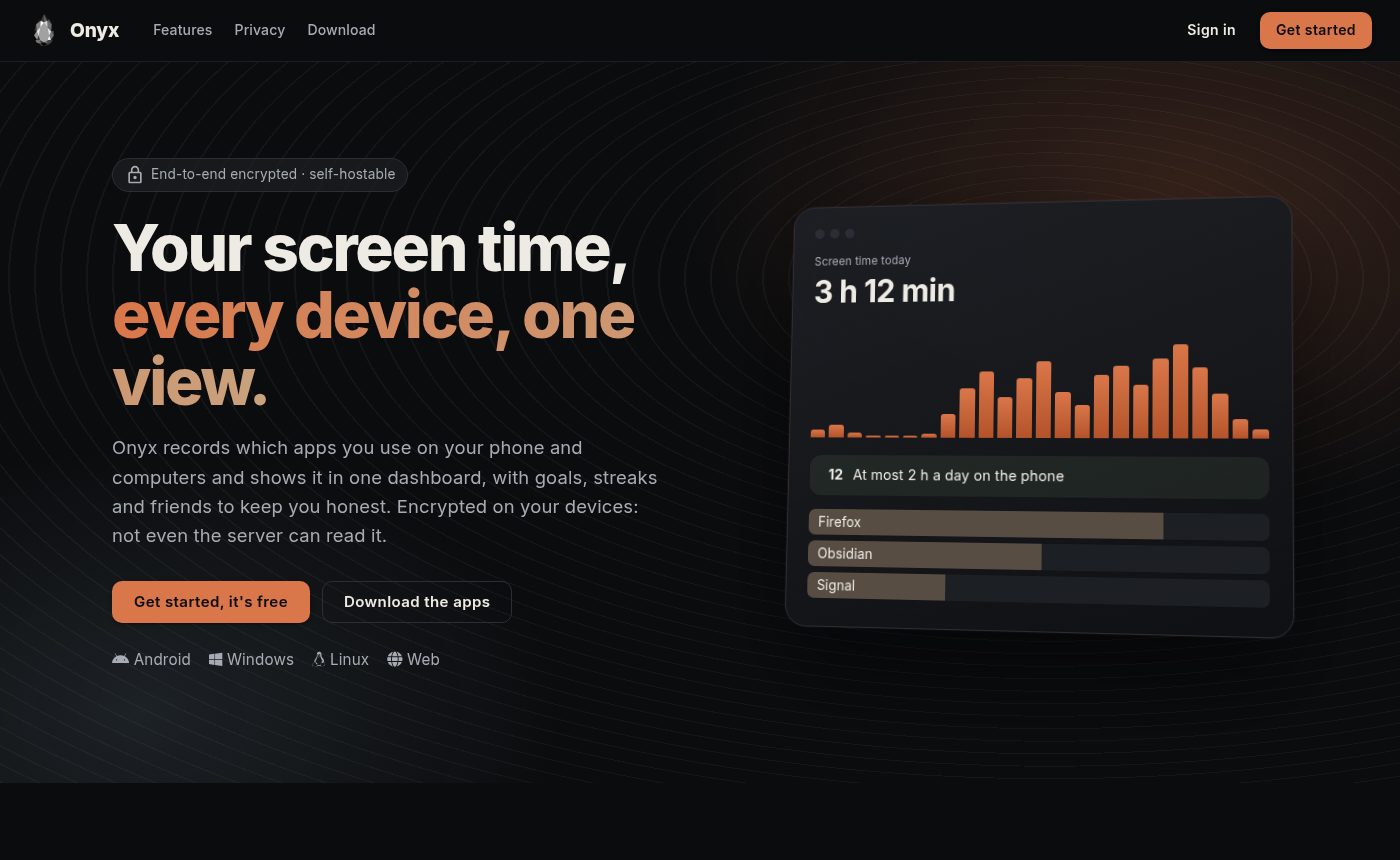 Onyx
Features
Privacy
Download
Sign in
Get started
End-to-end encrypted · self-hostable
Your screen time,
every device, one
view.
Onyx records which apps you use on your phone and
computers and shows it in one dashboard, with goals, streaks
and friends to keep you honest. Encrypted on your devices:
not even the server can read it.
Get started, it's free
Download the apps
Android
Windows
Linux
Web
Screen time today
3 h 12 min
12 At most 2 h a day on the phone
Firefox
Obsidian
Signal